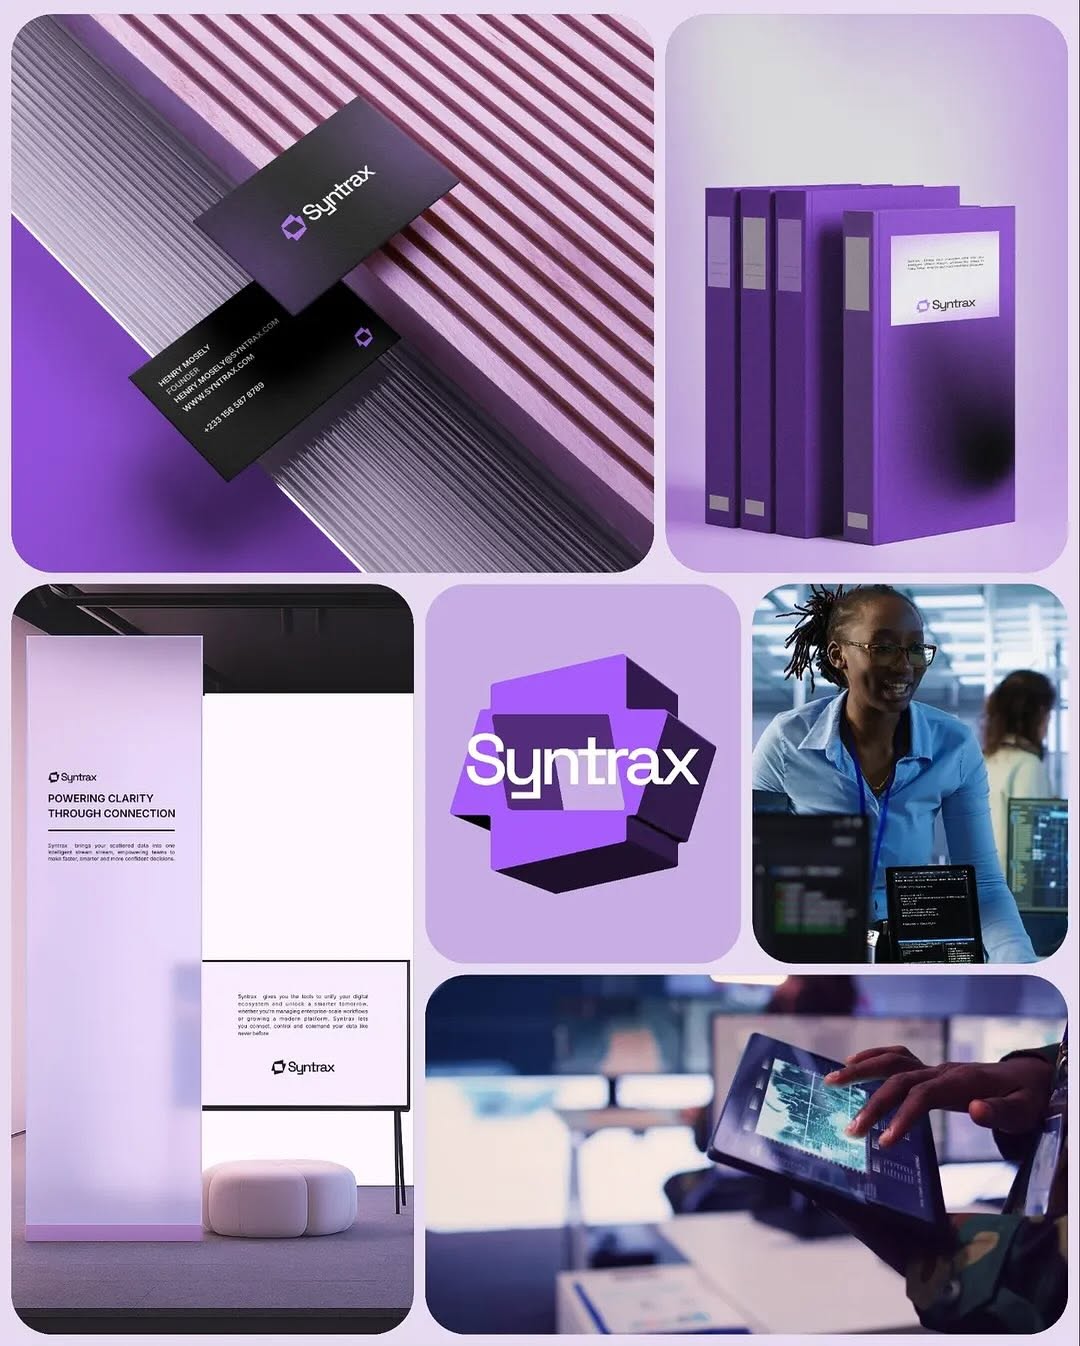 Syntrax
HENRY MOSELY
FOUNDER
HENRY.MOSELY@SYNTRAX.COM
WWW.SYNTRAX.COM
+233 156 587 8789
Syntrax
Syntrax
POWERING CLARITY
THROUGH CONNECTION
Syntrax brings your scattered data into one
intelligent stream stream, empowering teams to
make faster, smarter and more confident decisions.
Syntrax gives you the tools to unify your digital
ecosystem and unlock a smarter tomorrow,
whether you're managing enterprise-scale workflows
or growing a modern platform, Syntrax lets
you connect, control and command your data like
never before
Syntrax
Syntrax